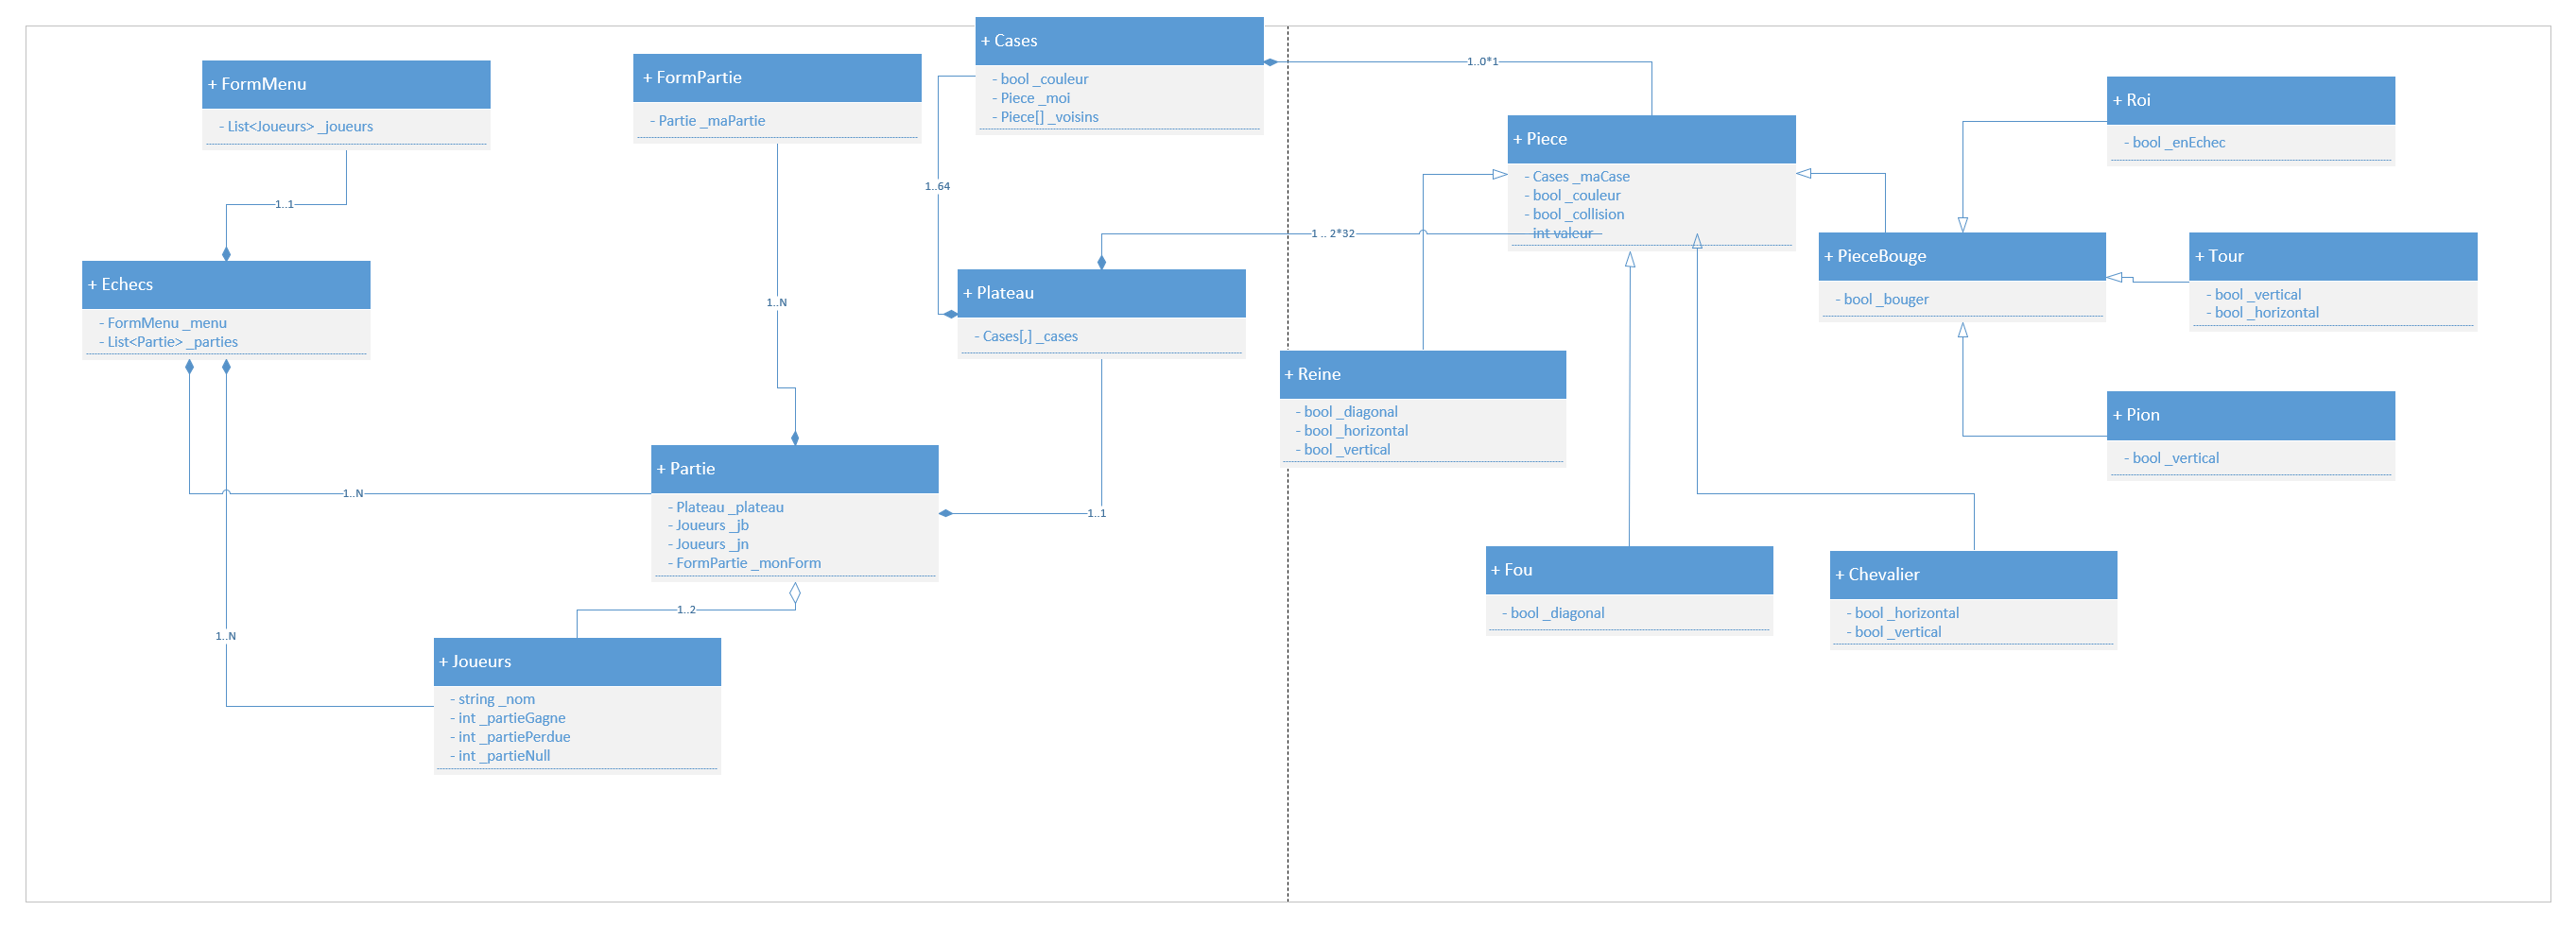 + FormMenu
- List<Joueurs> _joueurs
1..1
+ Echecs
- FormMenu _menu
- List<Partie> _parties
1..N
1..N
+ FormPartie
- Partie _maPartie
1..N
+ Partie
- Plateau _plateau
- Joueurs _jb
- Joueurs _jn
- FormPartie _monForm
1..2
+ Joueurs
- string _nom
- int _partieGagne
- int _partiePerdue
- int _partieNull
+ Cases
- bool _couleur
- Piece _moi
- Piece[] _voisins
1..64
+ Plateau
- Cases[,] _cases
1..1
1..0*1
1 .. 2*32
+ Piece
- Cases _maCase
- bool _couleur
- bool _collision
int valeur
+ Reine
- bool _diagonal
- bool _horizontal
- bool _vertical
+ Fou
- bool _diagonal
+ Chevalier
- bool _horizontal
- bool _vertical
+ PieceBouge
- bool _bouger
+ Roi
- bool _enEchec
+ Tour
- bool _vertical
- bool _horizontal
+ Pion
- bool _vertical